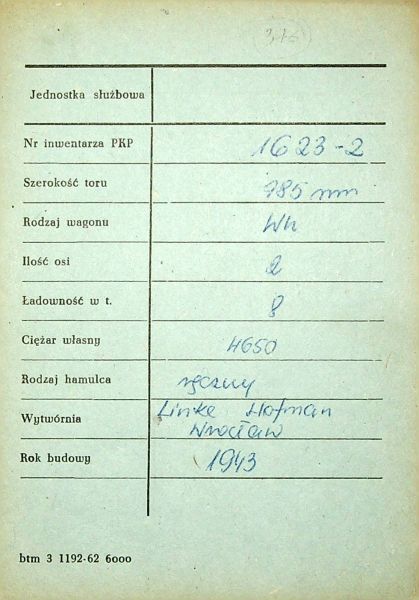 376
Jednostka służbowa
Nr inwentarza PKP 1623-2
Szerokość toru 785 mm
Rodzaj wagonu Wh
Ilość osi 2
Ładowność w t. 8
Ciężar własny 4650
Rodzaj hamulca ręczny
Wytwórnia Linke Hofman
Wrocław
Rok budowy 1943
btm 3 1192-62 6000